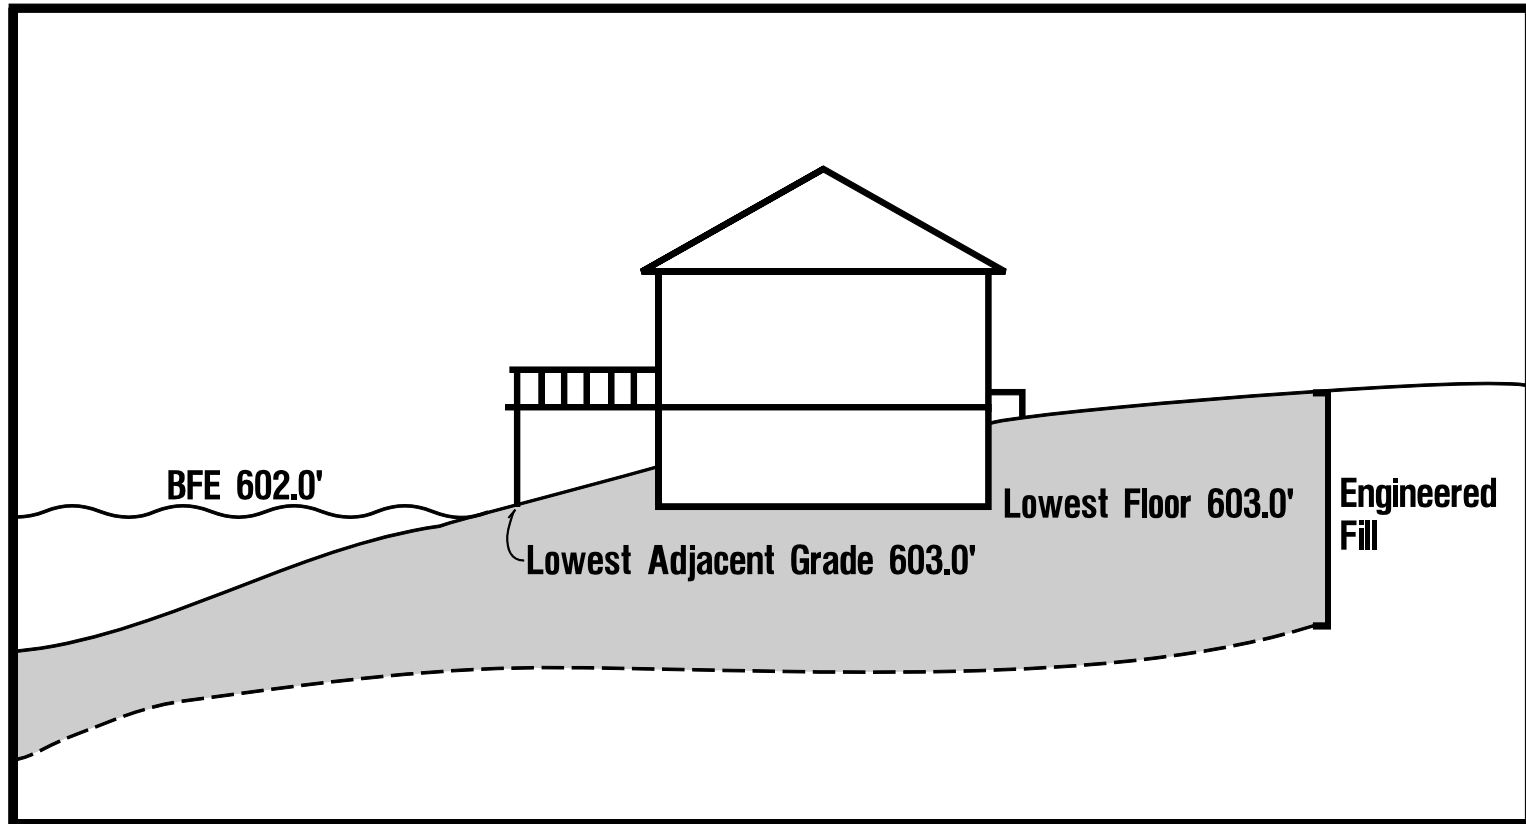 BFE 602.0'
Lowest Floor 603.0'
Engineered
Fill
Lowest Adjacent Grade 603.0'